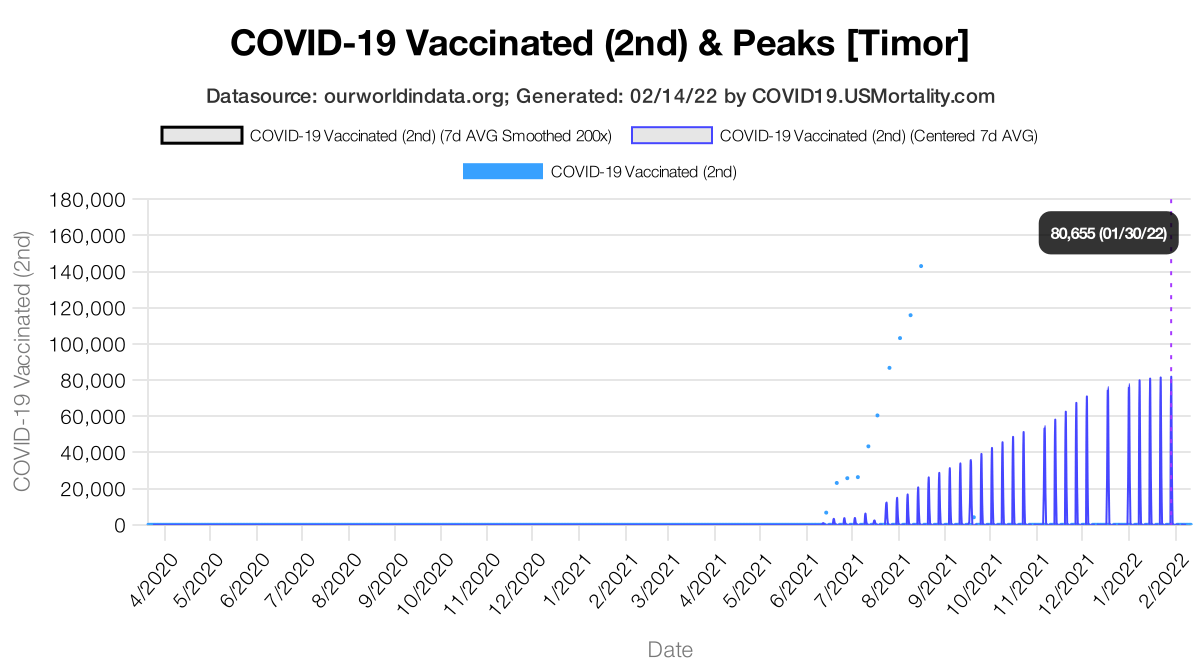 COVID-19 Vaccinated (2nd) & Peaks [Timor]
Datasource: ourworldindata.org; Generated: 02/14/22 by COVID19.USMortality.com
COVID-19 Vaccinated (2nd) (7d AVG Smoothed 200x) COVID-19 Vaccinated (2nd) (Centered 7d AVG)
COVID-19 Vaccinated (2nd)
COVID-19 Vaccinated (2nd)
180,000
160,000
140,000
120,000
100,000
80,000
60,000
40,000
20,000
0
80,655 (01/30/22)
4/2020 5/2020 6/2020 7/2020 8/2020 9/2020 10/2020 11/2020 12/2020 1/2021 2/2021 3/2021 4/2021 5/2021 6/2021 7/2021 8/2021 9/2021 10/2021 11/2021 12/2021 1/2022 2/2022
Date